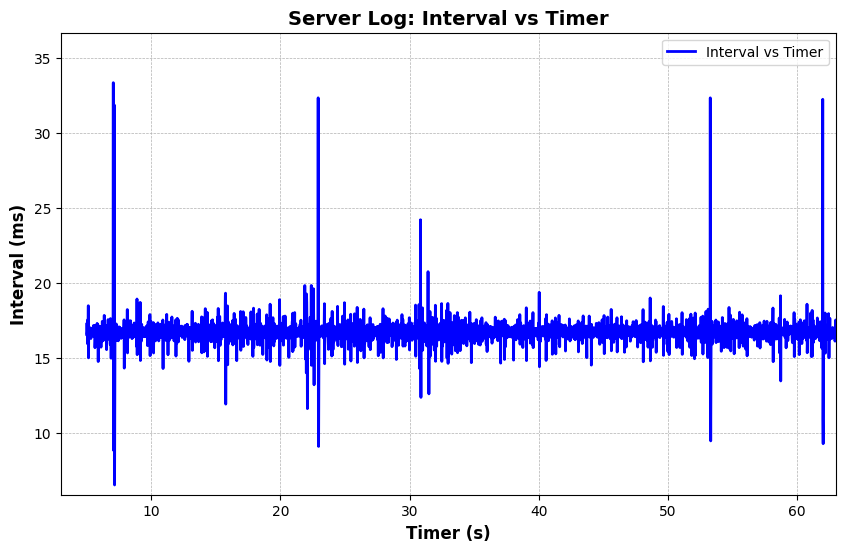 Server Log: Interval vs Timer
Interval vs Timer
35
30
25
20
15
10
Interval (ms)
10 20 30 40 50 60
Timer (s)